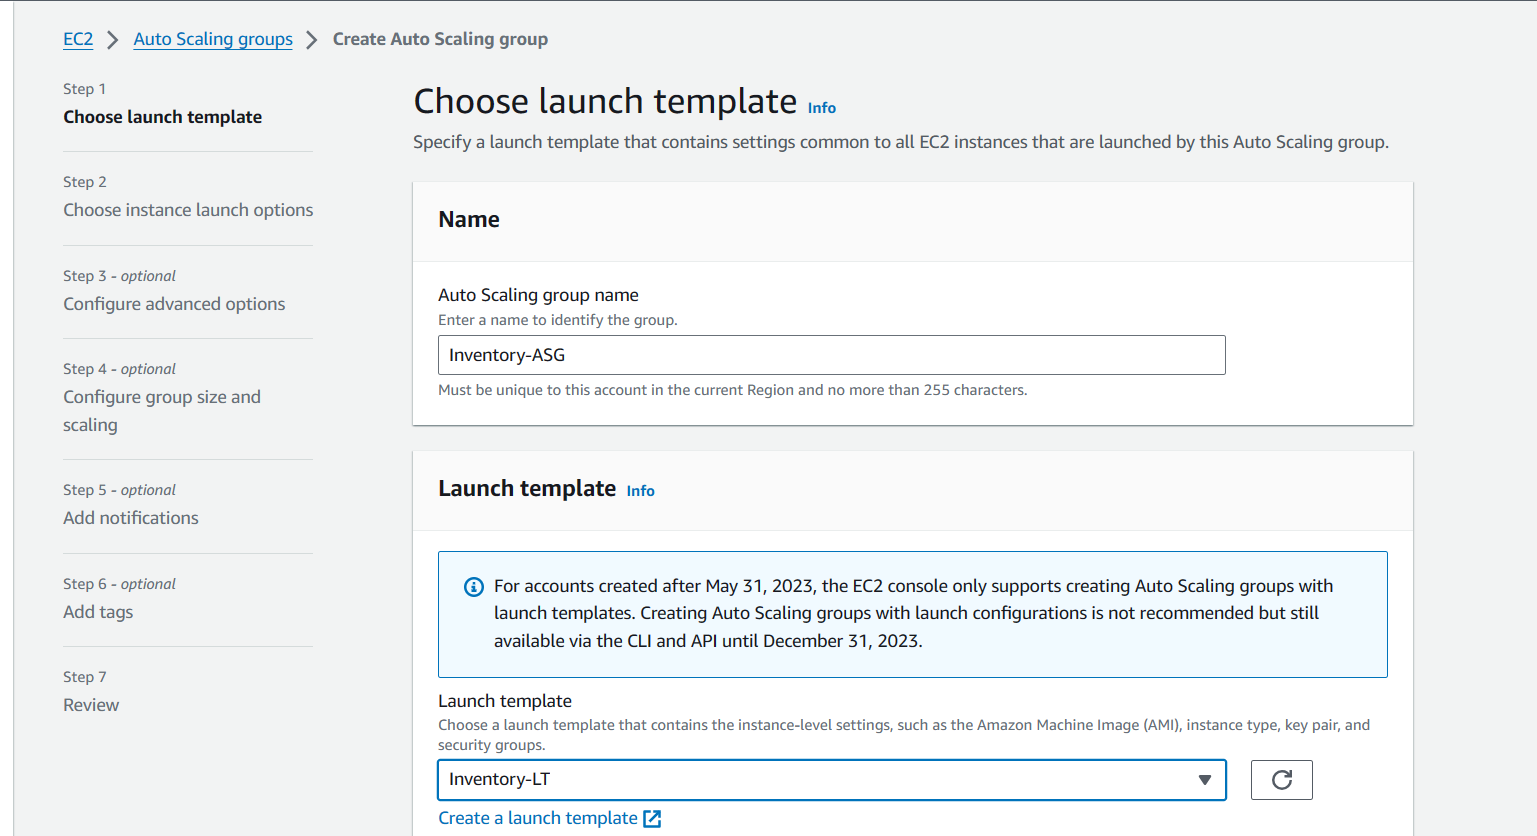 EC2 > Auto Scaling groups > Create Auto Scaling group
Step 1
Choose launch template
Step 2
Choose instance launch options
Step 3 - optional
Configure advanced options
Step 4 - optional
Configure group size and
scaling
Step 5 - optional
Add notifications
Step 6 - optional
Add tags
Step 7
Review
Choose launch template Info
Specify a launch template that contains settings common to all EC2 instances that are launched by this Auto Scaling group.
Name
Auto Scaling group name
Enter a name to identify the group.
Inventory-ASG
Must be unique to this account in the current Region and no more than 255 characters.
Launch template Info
For accounts created after May 31, 2023, the EC2 console only supports creating Auto Scaling groups with
launch templates. Creating Auto Scaling groups with launch configurations is not recommended but still
available via the CLI and API until December 31, 2023.
Launch template
Choose a launch template that contains the instance-level settings, such as the Amazon Machine Image (AMI), instance type, key pair, and
security groups.
Inventory-LT
Create a launch template